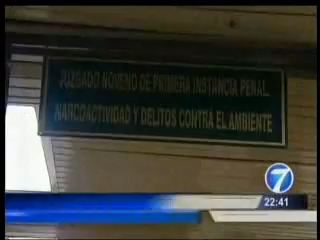 JUZGADO NOVENO DE PRIMERA INSTANCIA PENAL,
NARCOACTIVIDAD Y DELITOS CONTRA EL AMBIENTE
7
22:41